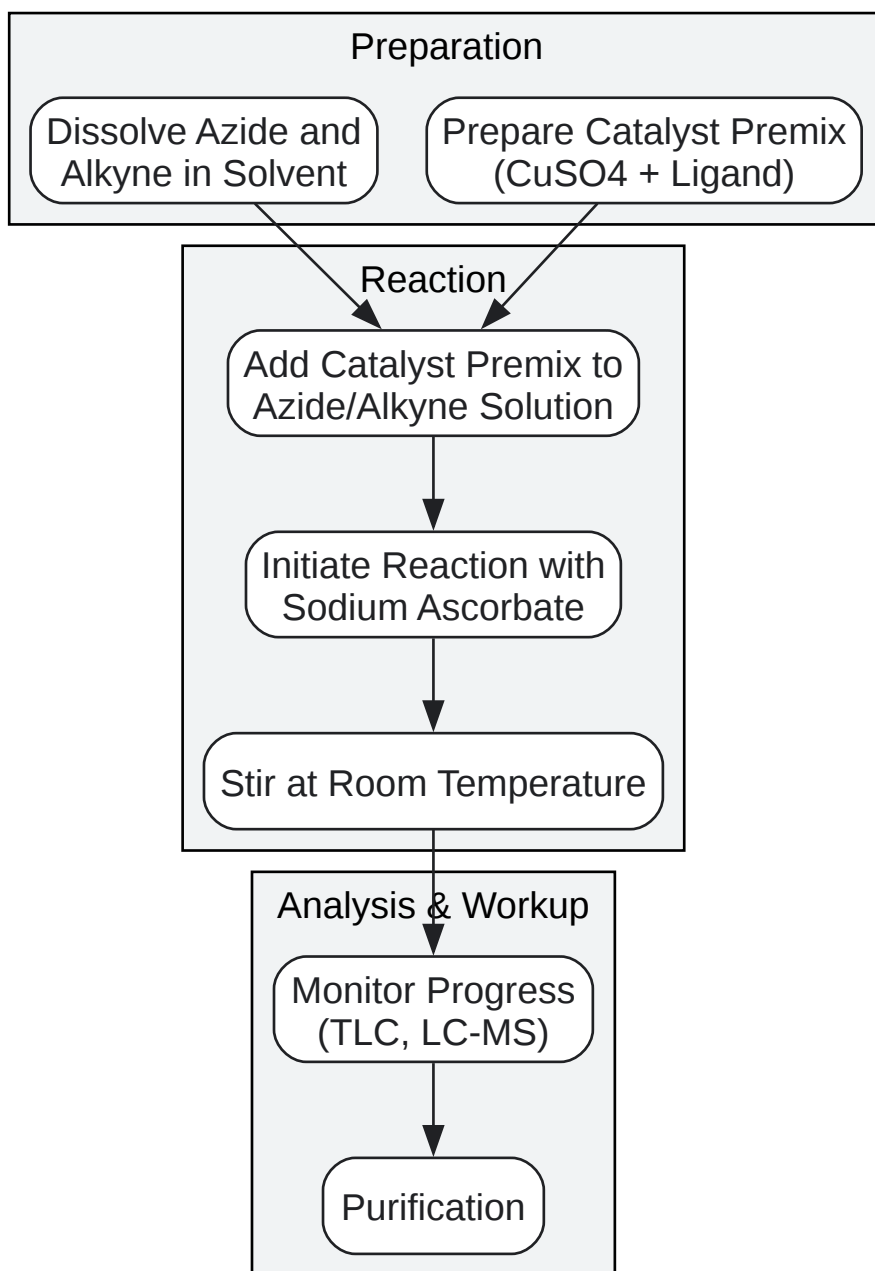 Preparation
Dissolve Azide and
Alkyne in Solvent
Prepare Catalyst Premix
(CuSO4 + Ligand)
Reaction
Add Catalyst Premix to
Azide/Alkyne Solution
Initiate Reaction with
Sodium Ascorbate
Stir at Room Temperature
Analysis & Workup
Monitor Progress
(TLC, LC-MS)
Purification